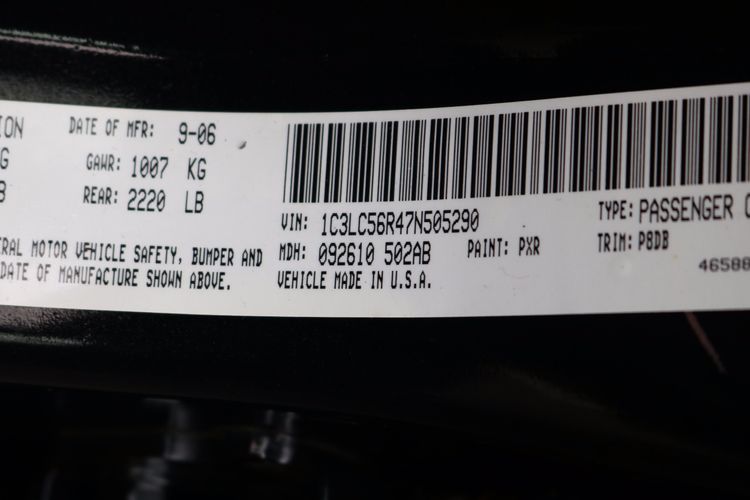 ION DATE OF MFR: 9-06
G GAWR: 1007 KG
B REAR: 2220 LB
VIN: 1C3LC56R47N505290 TYPE: PASSENGER C
ERAL MOTOR VEHICLE SAFETY, BUMPER AND MDH: 092610 502AB PAINT: PXR TRIM: P8DB
DATE OF MANUFACTURE SHOWN ABOVE. VEHICLE MADE IN U.S.A. 46588